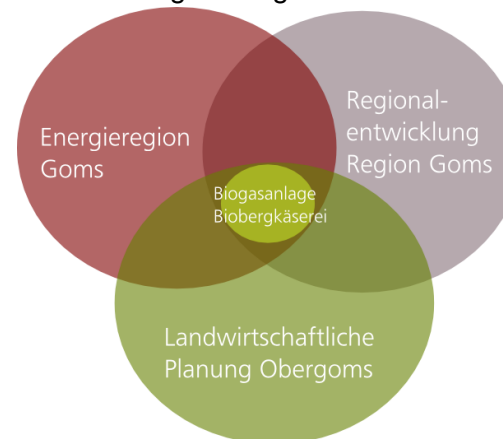 Energieregion
Goms
Regional-
entwicklung
Region Goms
Biogasanlage
Biobergkäserei
Landwirtschaftliche
Planung Obergoms